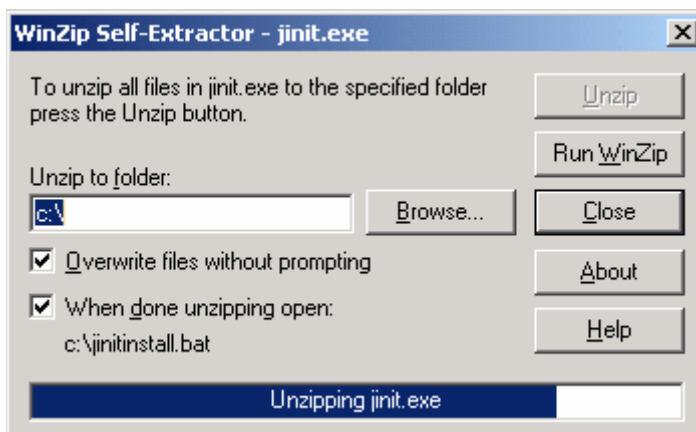 WinZip Self-Extractor - jinit.exe
To unzip all files in jinit.exe to the specified folder
press the Unzip button.
Unzip
Run WinZip
Unzip to folder:
c:\
Browse...
Close
Overwrite files without prompting
About
When done unzipping open:
c:\jinitinstall.bat
Help
Unzipping jinit.exe